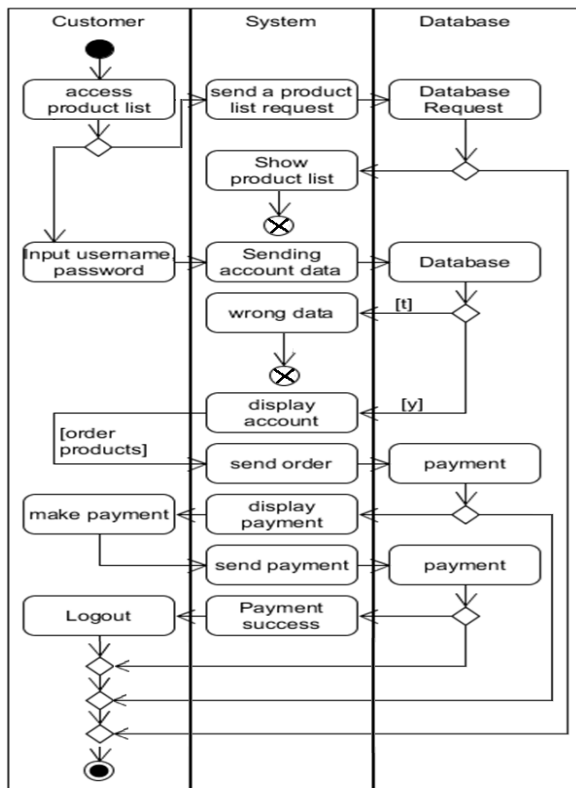 Customer
System
Database
access
product list
send a product
list request
Database
Request
Show
product list
Input username
password
Sending
account data
Database
wrong data
[t]
display
account
[y]
[order
products]
send order
payment
make payment
display
payment
send payment
payment
Logout
Payment
success